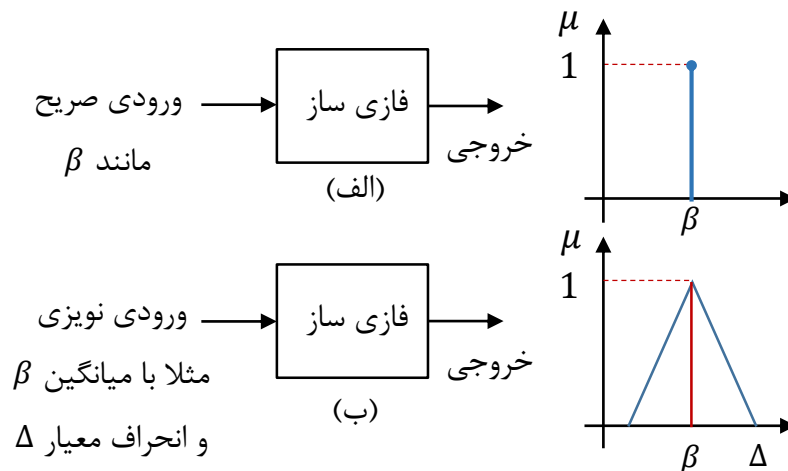 ورودی صریح
مانند β
فازی ساز
خروجی
(الف)
μ
1
β
ورودی نویزی
مثلا با میانگین β
و انحراف معیار Δ
فازی ساز
خروجی
(ب)
μ
1
β
Δ